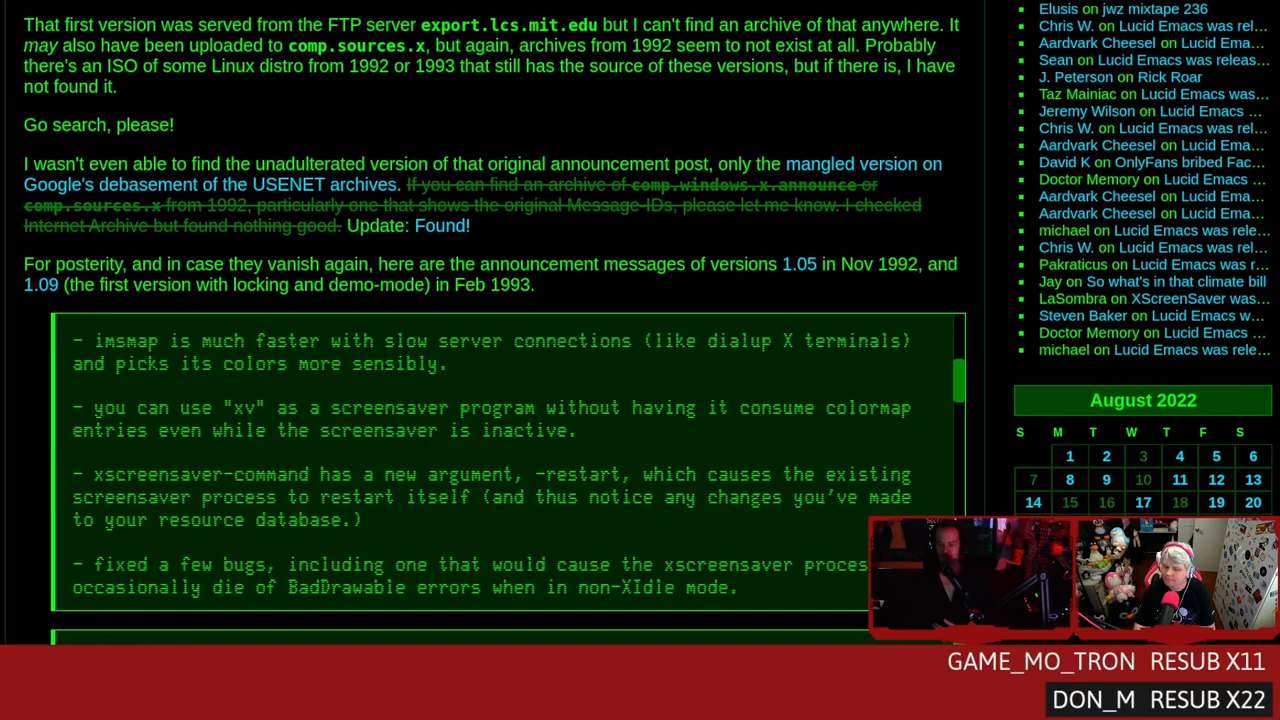 That first version was served from the FTP server export.lcs.mit.edu but I can't find an archive of that anywhere. It
may also have been uploaded to comp.sources.x, but again, archives from 1992 seem to not exist at all. Probably
there's an ISO of some Linux distro from 1992 or 1993 that still has the source of these versions, but if there is, I have
not found it.
Go search, please!
I wasn't even able to find the unadulterated version of that original announcement post, only the mangled version on
Google's debasement of the USENET archives. If you can find an archive of comp.windows.x.announce or
comp.sources.x from 1992, particularly one that shows the original Message-IDs, please let me know. I checked
Internet Archive but found nothing good. Update: Found!
For posterity, and in case they vanish again, here are the announcement messages of versions 1.05 in Nov 1992, and
1.09 (the first version with locking and demo-mode) in Feb 1993.
- imsmap is much faster with slow server connections (like dialup X terminals)
and picks its colors more sensibly.
- you can use "xv" as a screensaver program without having it consume colormap
entries even while the screensaver is inactive.
- xscreensaver-command has a new argument, -restart, which causes the existing
screensaver process to restart itself (and thus notice any changes you've made
to your resource database.)
- fixed a few bugs, including one that would cause the xscreensaver proces
occasionally die of BadDrawable errors when in non-XIdle mode.
Elusis on jwz mixtape 236
Chris W. on Lucid Emacs was rel…
Aardvark Cheesel on Lucid Ema…
Sean on Lucid Emacs was releas…
J. Peterson on Rick Roar
Taz Mainiac on Lucid Emacs was…
Jeremy Wilson on Lucid Emacs …
Chris W. on Lucid Emacs was rel…
Aardvark Cheesel on Lucid Ema…
David K on OnlyFans bribed Fac…
Doctor Memory on Lucid Emacs …
Aardvark Cheesel on Lucid Ema…
Aardvark Cheesel on Lucid Ema…
michael on Lucid Emacs was rele…
Chris W. on Lucid Emacs was rel…
Pakraticus on Lucid Emacs was r…
Jay on So what's in that climate bill
LaSombra on XScreenSaver was…
Steven Baker on Lucid Emacs w…
Doctor Memory on Lucid Emacs …
michael on Lucid Emacs was rele…
August 2022
S M T W T F S
1 2 3 4 5 6
7 8 9 10 11 12 13
14 15 16 17 18 19 20
GAME_MO_TRON RESUB X11
DON_M RESUB X22